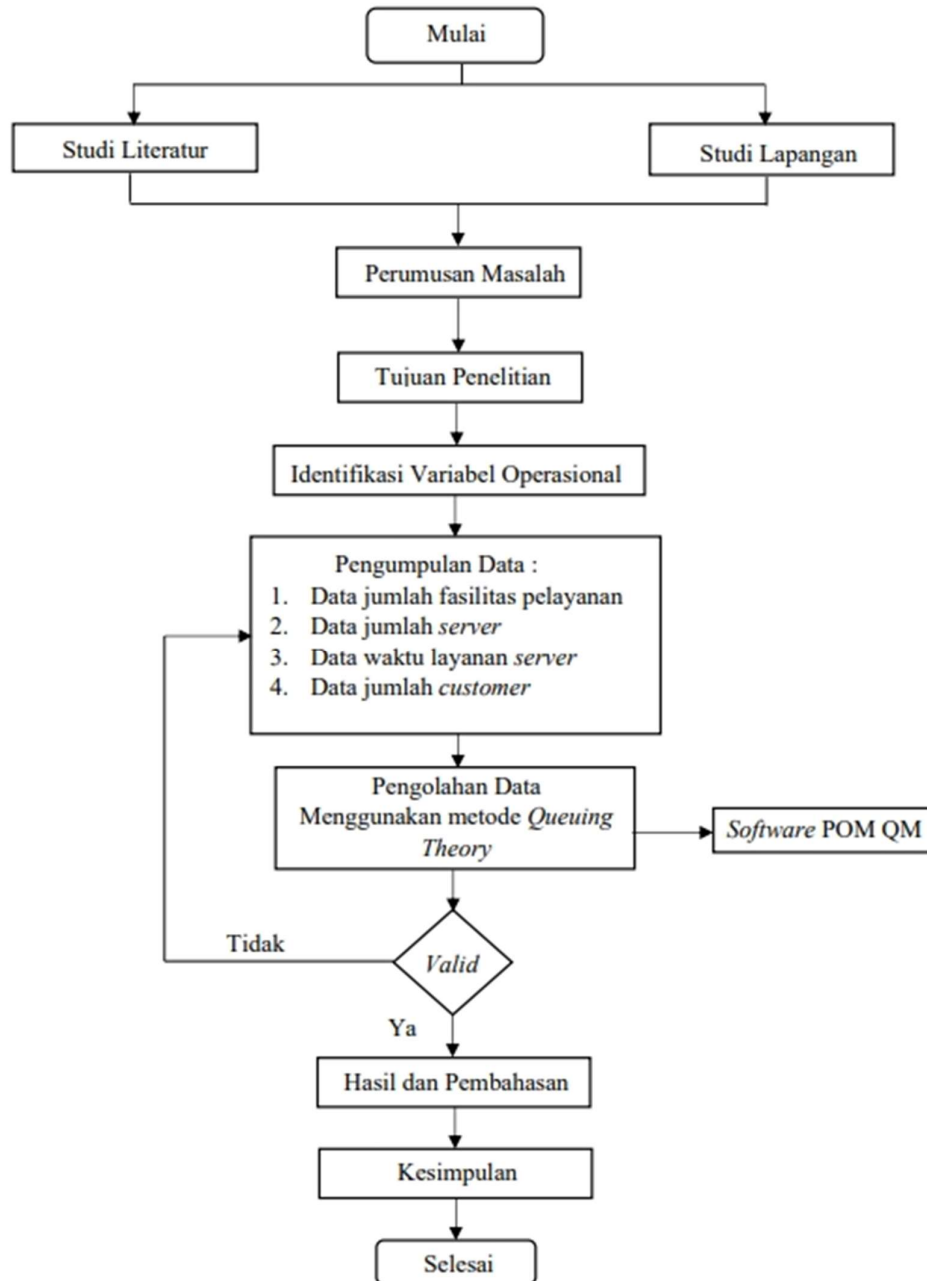 Mulai
Studi Literatur
Studi Lapangan
Perumusan Masalah
Tujuan Penelitian
Identifikasi Variabel Operasional
Pengumpulan Data :
1. Data jumlah fasilitas pelayanan
2. Data jumlah server
3. Data waktu layanan server
4. Data jumlah customer
Pengolahan Data
Menggunakan metode Queuing
Theory
Software POM QM
Tidak
Valid
Ya
Hasil dan Pembahasan
Kesimpulan
Selesai